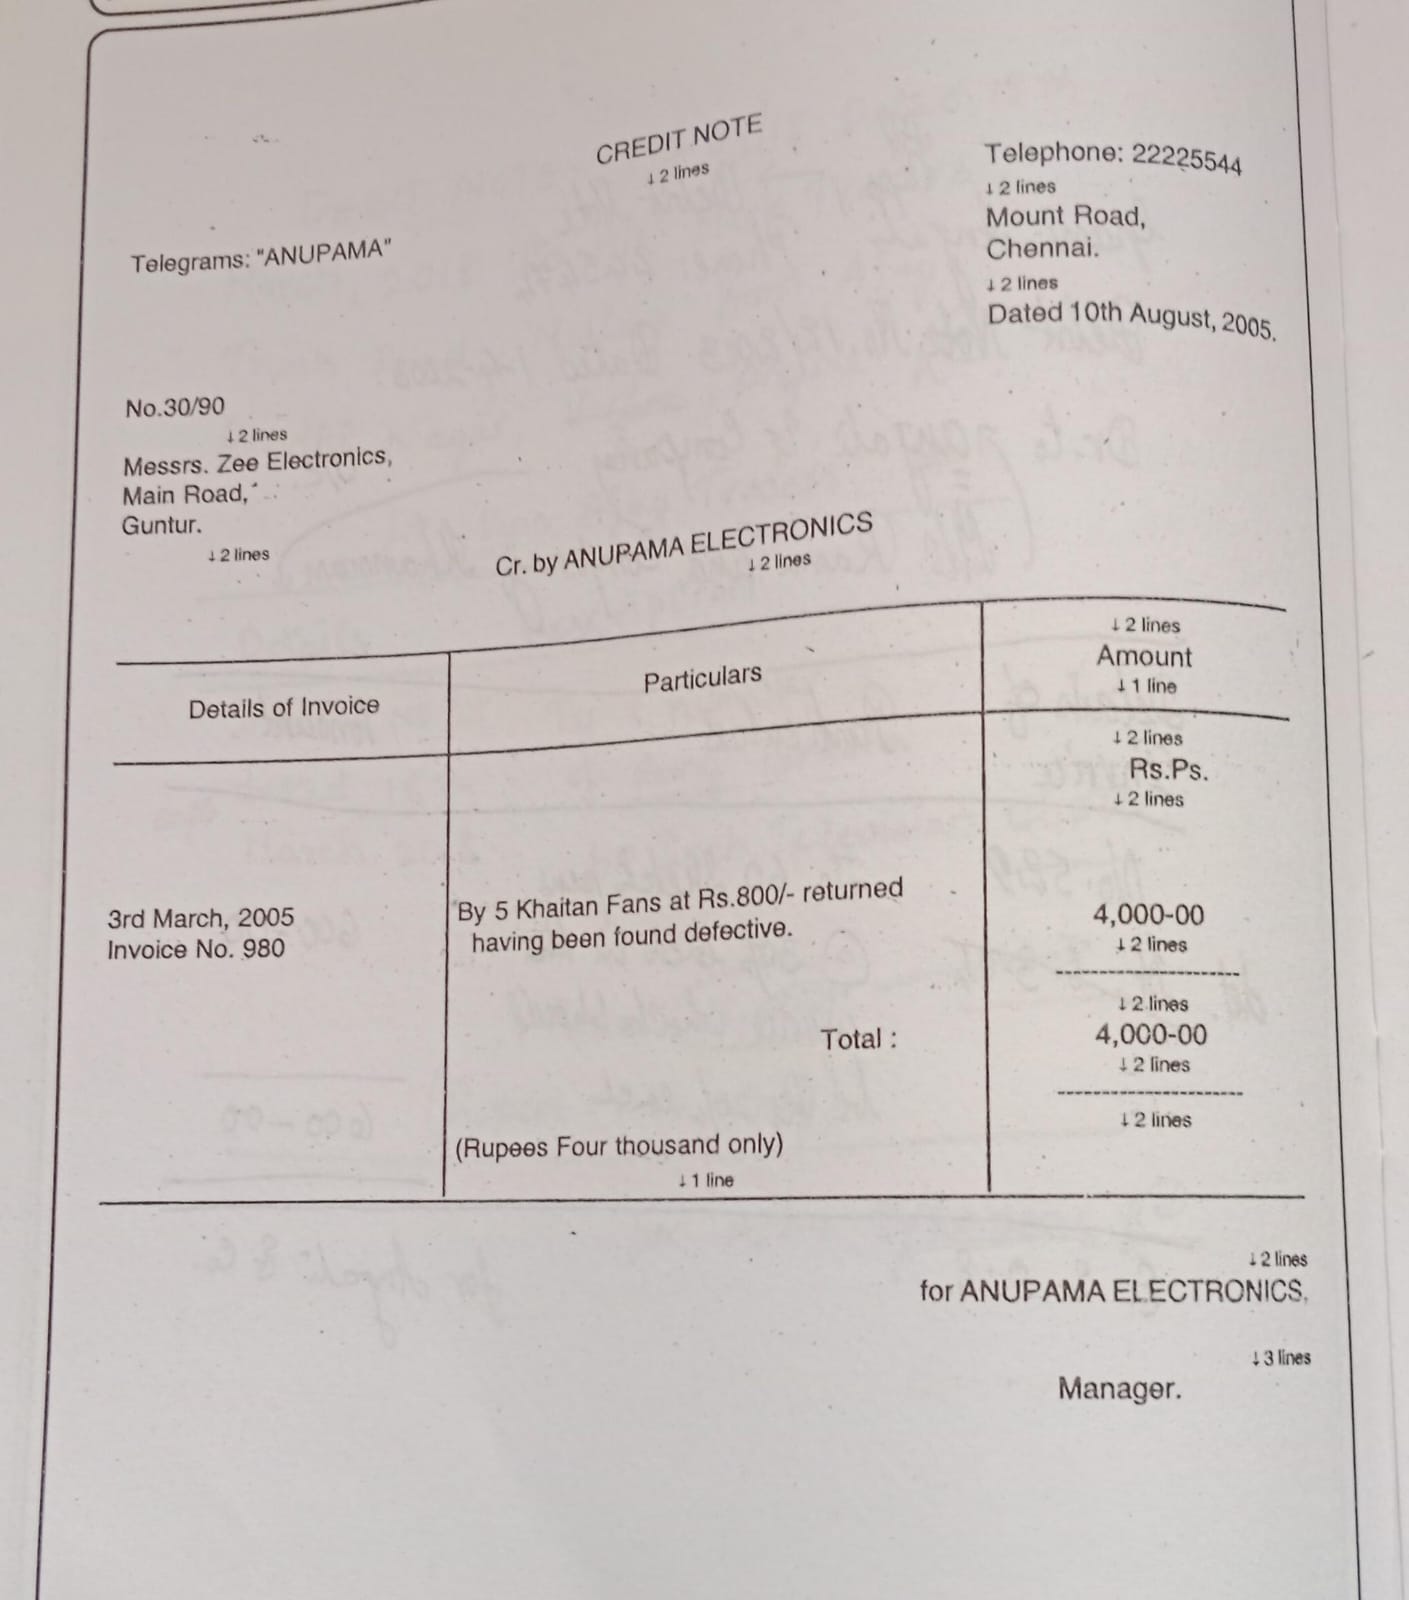 CREDIT NOTE
↓ 2 lines
Telephone: 22225544
↓ 2 lines
Mount Road,
Chennai.
↓ 2 lines
Dated 10th August, 2005.
Telegrams: "ANUPAMA"
No.30/90
↓ 2 lines
Messrs. Zee Electronics,
Main Road,
Guntur.
↓ 2 lines
Cr. by ANUPAMA ELECTRONICS
↓ 2 lines
Details of Invoice
Particulars
↓ 2 lines
Amount
↓ 1 line
↓ 2 lines
Rs.Ps.
↓ 2 lines
3rd March, 2005
Invoice No. 980
By 5 Khaitan Fans at Rs.800/- returned
having been found defective.
4,000-00
↓ 2 lines
↓ 2 lines
Total : 4,000-00
↓ 2 lines
↓ 2 lines
(Rupees Four thousand only)
↓ 1 line
↓ 2 lines
for ANUPAMA ELECTRONICS.
↓ 3 lines
Manager.